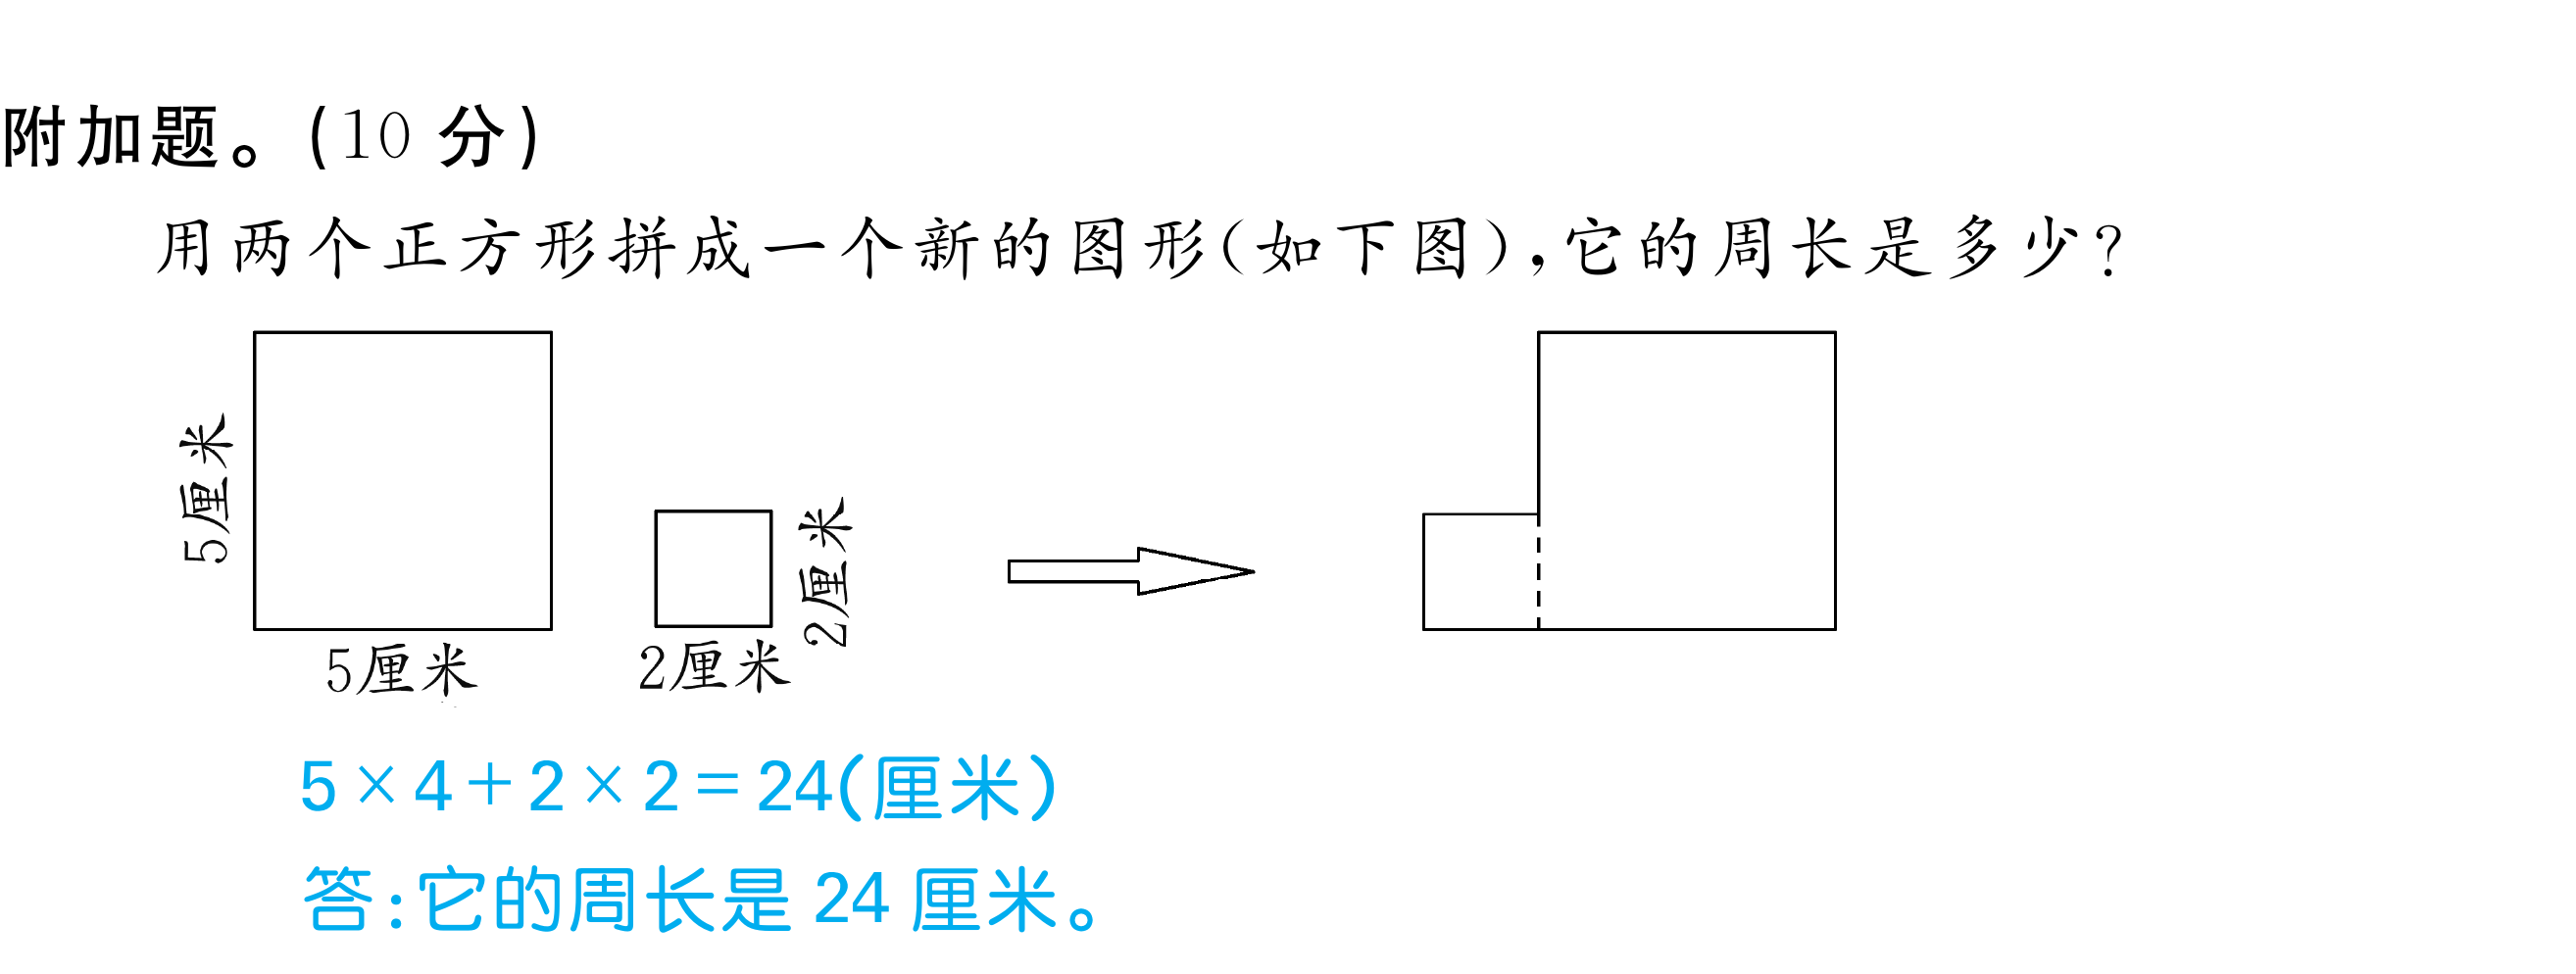 附加题。(10 分)
用两个正方形拼成一个新的图形(如下图),它的周长是多少?
5厘米
2厘米
5厘米
2厘米
5×4+2×2=24(厘米)
答:它的周长是 24 厘米。